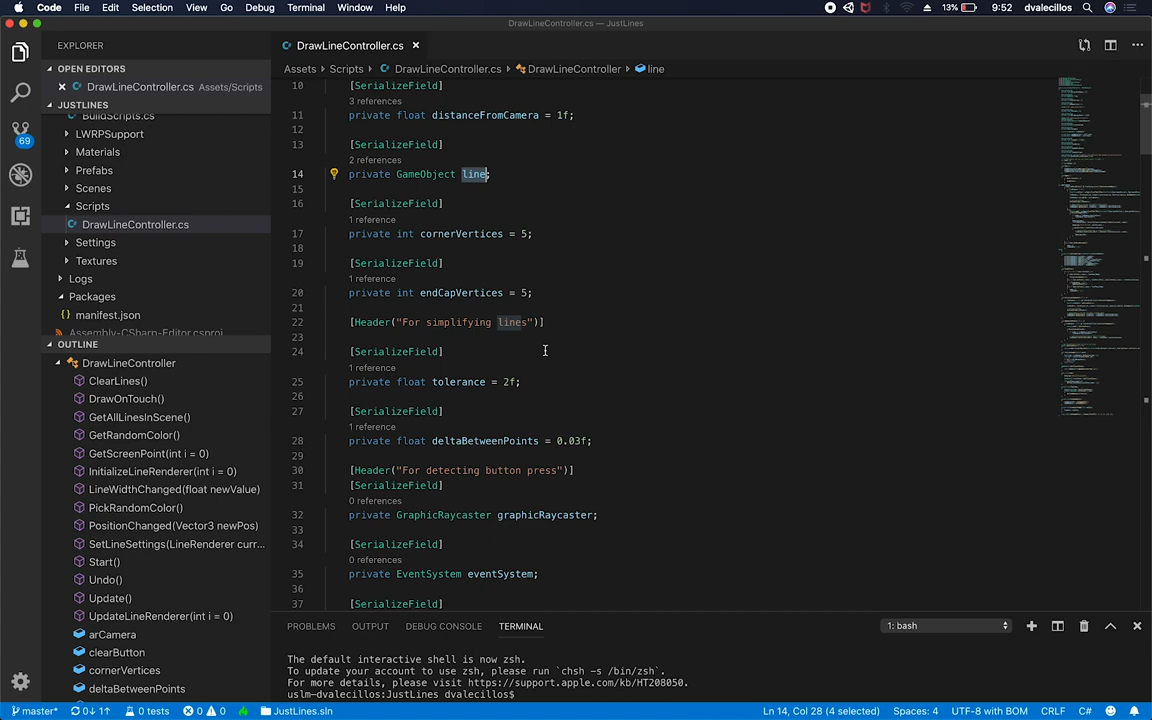 Code File Edit Selection View Go Debug Terminal Window Help 13% 9:52 dvalecillos
DrawLineController.cs — JustLines
EXPLORER
OPEN EDITORS
DrawLineController.cs Assets/Scripts
JUSTLINES
BuildScripts.cs
LWRPSupport
Materials
Prefabs
Scenes
Scripts
DrawLineController.cs
Settings
Textures
Logs
Packages
manifest.json
Assembly-CSharp-Editor.csproj
69
OUTLINE
DrawLineController
ClearLines()
DrawOnTouch()
GetAllLinesInScene()
GetRandomColor()
GetScreenPoint(int i = 0)
InitializeLineRenderer(int i = 0)
LineWidthChanged(float newValue)
PickRandomColor()
PositionChanged(Vector3 newPos)
SetLineSettings(LineRenderer curr...
Start()
Undo()
Update()
UpdateLineRenderer(int i = 0)
arCamera
clearButton
cornerVertices
deltaBetweenPoints
DrawLineController.cs
Assets › Scripts › DrawLineController.cs › DrawLineController › line
10 [SerializeField]
3 references
11 private float distanceFromCamera = 1f;
12
13 [SerializeField]
2 references
14 private GameObject line;
15
16 [SerializeField]
1 reference
17 private int cornerVertices = 5;
18
19 [SerializeField]
1 reference
20 private int endCapVertices = 5;
21
22 [Header("For simplifying lines")]
23
24 [SerializeField]
1 reference
25 private float tolerance = 2f;
26
27 [SerializeField]
1 reference
28 private float deltaBetweenPoints = 0.03f;
29
30 [Header("For detecting button press")]
31 [SerializeField]
0 references
32 private GraphicRaycaster graphicRaycaster;
33
34 [SerializeField]
0 references
35 private EventSystem eventSystem;
36
37 [SerializeField]
PROBLEMS OUTPUT DEBUG CONSOLE TERMINAL 1: bash
The default interactive shell is now zsh.
To update your account to use zsh, please run `chsh -s /bin/zsh`.
For more details, please visit https://support.apple.com/kb/HT208050.
uslm-dvalecillos:JustLines dvalecillos$
master* 0↓ 1↑ 0 tests 0 0 JustLines.sln Ln 14, Col 28 (4 selected) Spaces: 4 UTF-8 with BOM CRLF C#